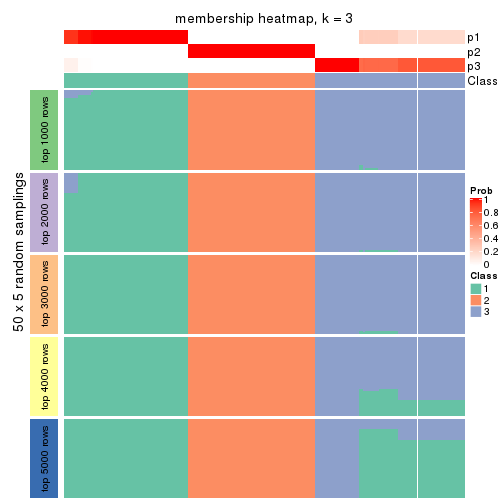 membership heatmap, k = 3
p1
p2
p3
Class
50 x 5 random samplings
top 1000 rows
top 2000 rows
top 3000 rows
top 4000 rows
top 5000 rows
Prob
1
0.8
0.6
0.4
0.2
0
Class
1
2
3